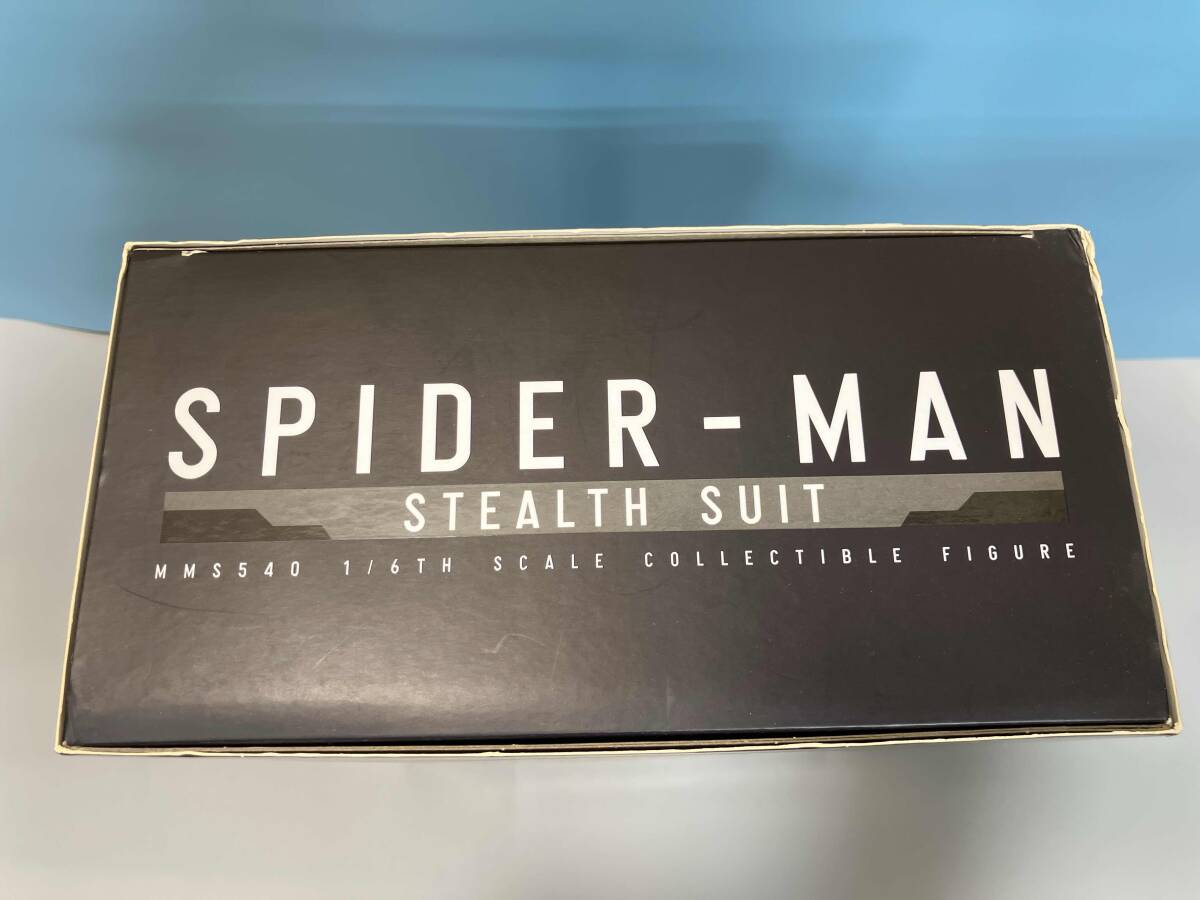 SPIDER-MAN
STEALTH SUIT
MMS540 1/6TH SCALE COLLECTIBLE FIGURE